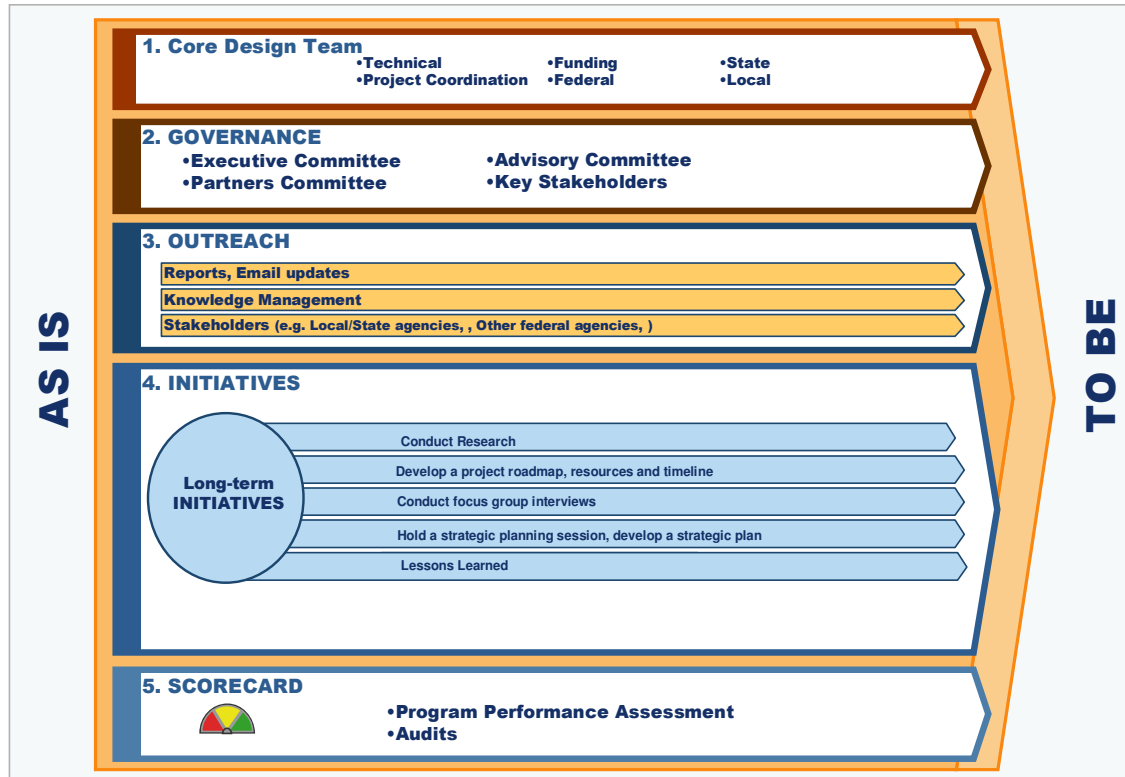 1. Core Design Team
•Technical •Funding •State
•Project Coordination •Federal •Local
2. GOVERNANCE
•Executive Committee •Advisory Committee
•Partners Committee •Key Stakeholders
3. OUTREACH
Reports, Email updates
Knowledge Management
Stakeholders (e.g. Local/State agencies, , Other federal agencies, )
AS IS
TO BE
4. INITIATIVES
Long-term
INITIATIVES
Conduct Research
Develop a project roadmap, resources and timeline
Conduct focus group interviews
Hold a strategic planning session, develop a strategic plan
Lessons Learned
5. SCORECARD
•Program Performance Assessment
•Audits